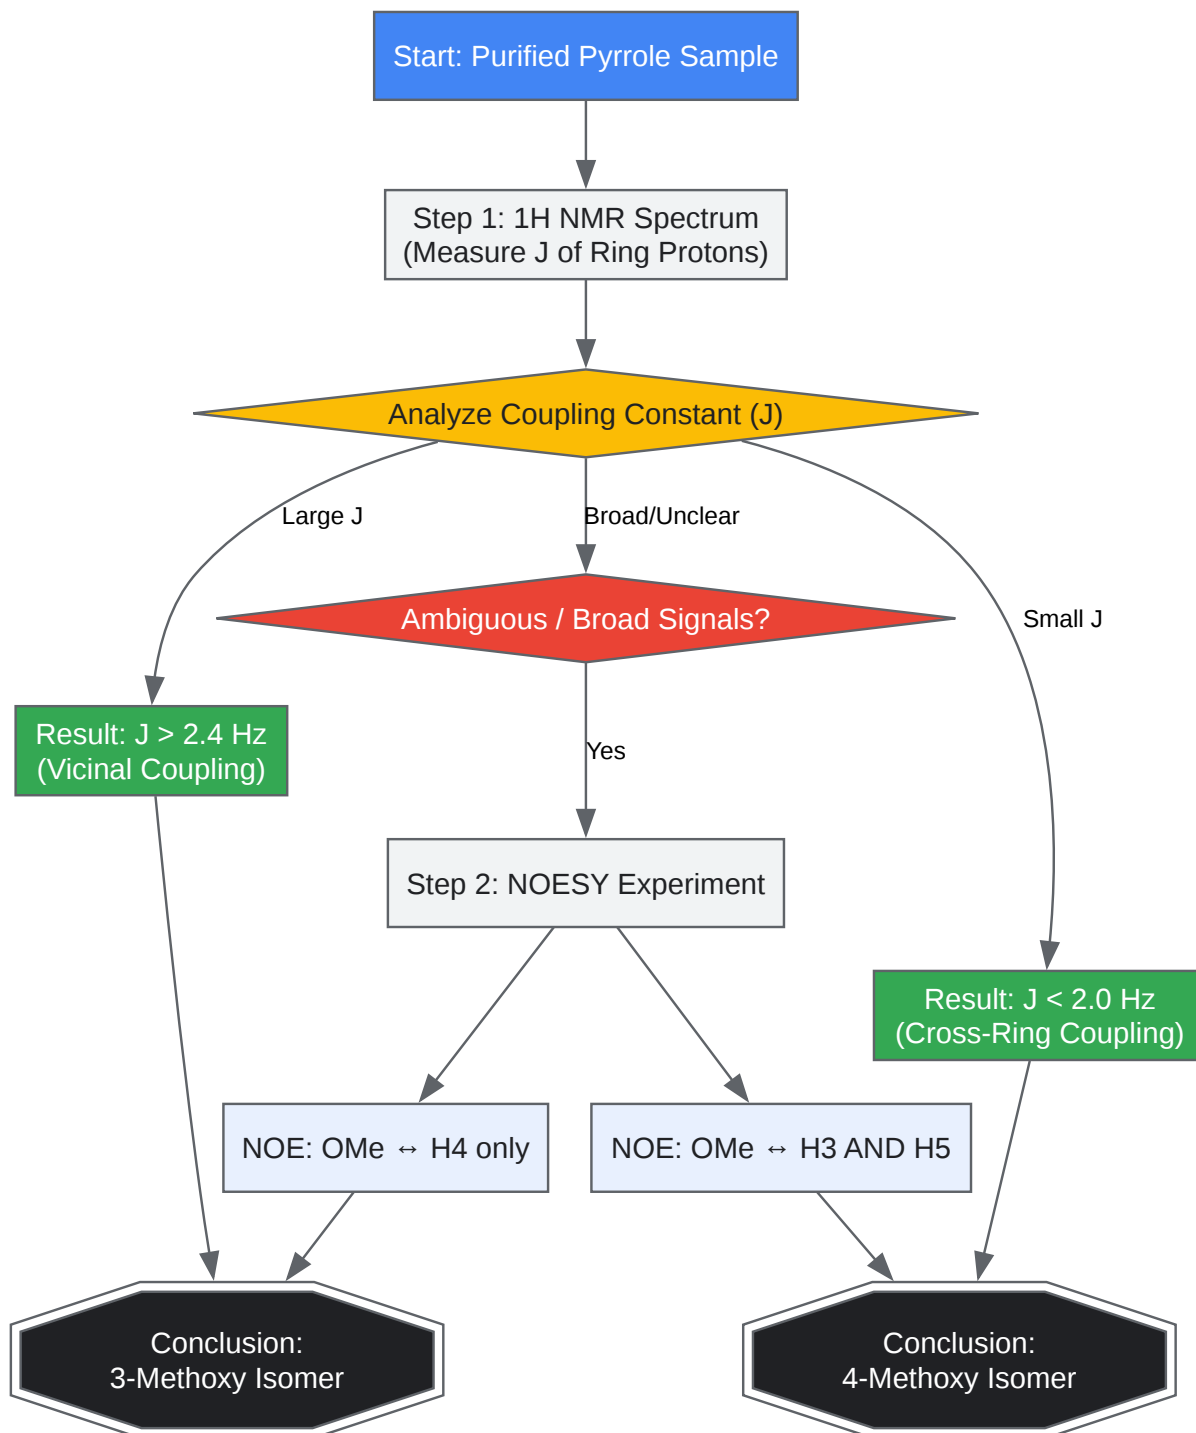 Start: Purified Pyrrole Sample
Step 1: 1H NMR Spectrum
(Measure J of Ring Protons)
Analyze Coupling Constant (J)
Large J
Broad/Unclear
Ambiguous / Broad Signals?
Small J
Result: J > 2.4 Hz
(Vicinal Coupling)
Yes
Step 2: NOESY Experiment
Result: J < 2.0 Hz
(Cross-Ring Coupling)
NOE: OMe ↔ H4 only
NOE: OMe ↔ H3 AND H5
Conclusion:
3-Methoxy Isomer
Conclusion:
4-Methoxy Isomer